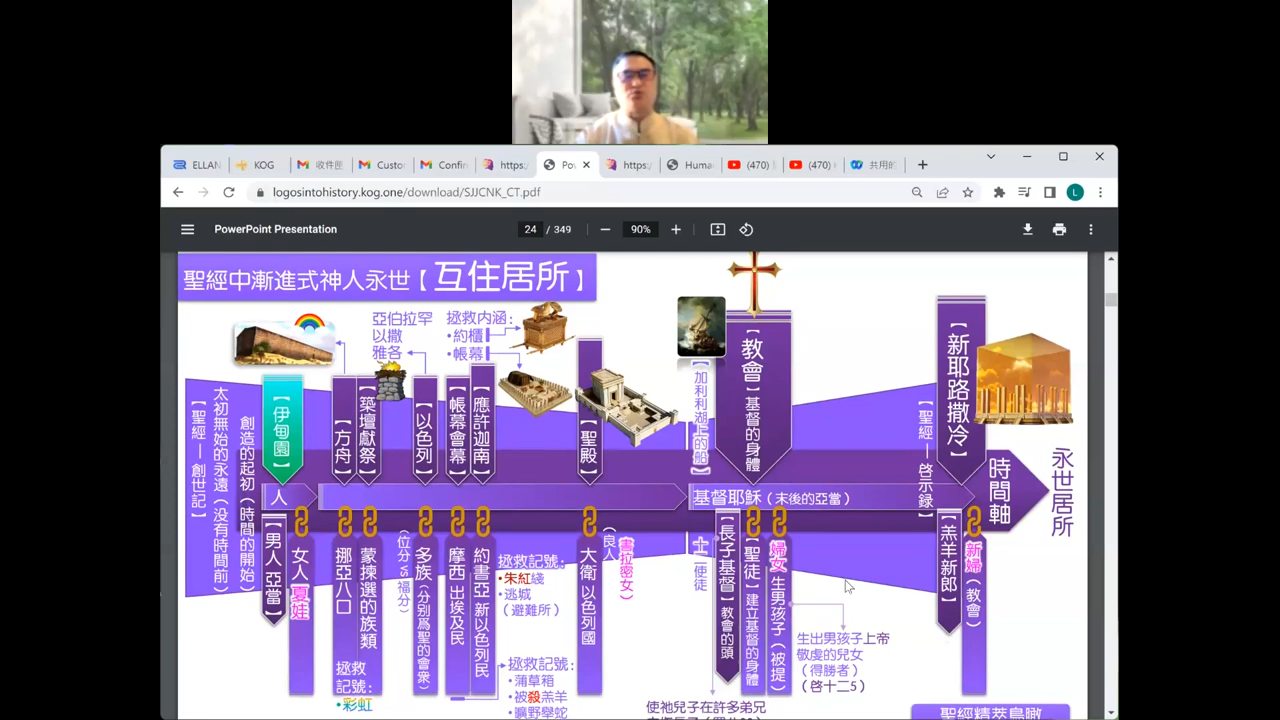 ELLAN
KOG
收件匣
Custo
Confir
https:/
Pow
https:/
Huma
(470)
(470)
共用的
logosintohistory.kog.one/download/SJJCNK_CT.pdf
L
PowerPoint Presentation
24 / 349
90%
聖經中漸進式神人永世【互住居所】
亞伯拉罕
以撒
雅各
拯救内涵:
•約櫃
•帳幕
【聖經—創世記】
太初無始的永遠（没有時間前）
創造的起初（時間的開始）
【伊甸園】
【方舟】
【築壇獻祭】
【以色列】
【帳幕會幕】
【應許迦南】
【聖殿】
【加利利湖上的船】
【教會】基督的身體
【聖經—啓示録】
【新耶路撒冷】
時間軸
永世居所
人
基督耶穌（末後的亞當）
【男人】亞當
女人 夏娃
挪亞八口
蒙揀選的族類
(位分vs福分)
多族（分别爲聖的會衆）
摩西 出埃及民
約書亞 新以色列民
拯救記號:
•朱紅綫
•逃城
（避難所）
大衛 以色列國
（良人
書拉密女）
十二使徒
【長子基督】教會的頭
【聖徒】建立基督的身體
婦女 生男孩子（被提）
【羔羊新郎】
新婦（教會）
生出男孩子上帝
敬虔的兒女
（得勝者）
（啓十二5）
拯救
記號:
•彩虹
拯救記號:
•蒲草箱
•被殺羔羊
•曠野舉蛇
使祂兒子在許多弟兄
聖經精萃鳥瞰